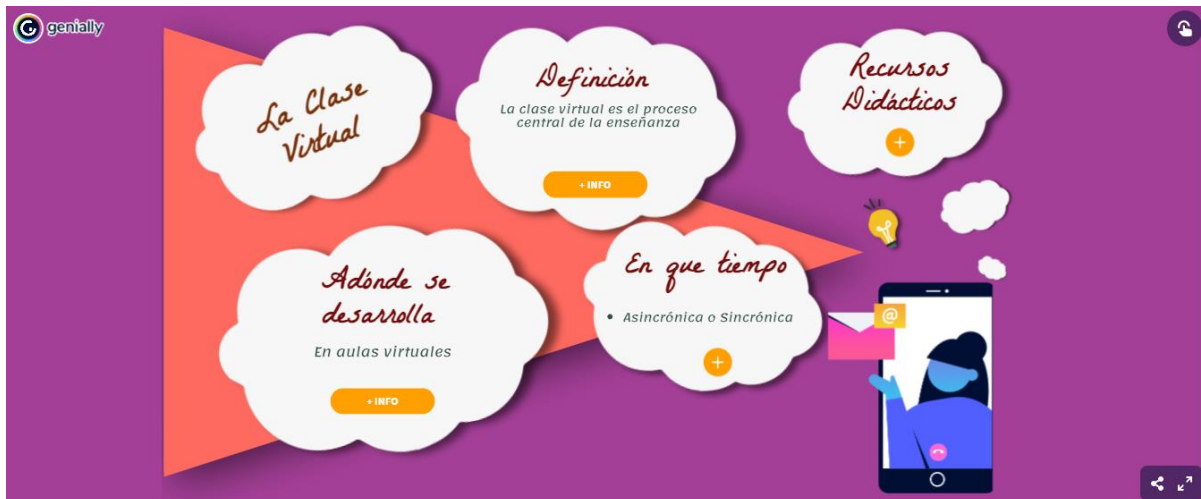 genially
La Clase
Virtual
Definición
La clase virtual es el proceso
central de la enseñanza
+ INFO
Recursos
Didácticos
+
Adónde se
desarrolla
En aulas virtuales
+ INFO
En que tiempo
• Asincrónica o Sincrónica
+
@